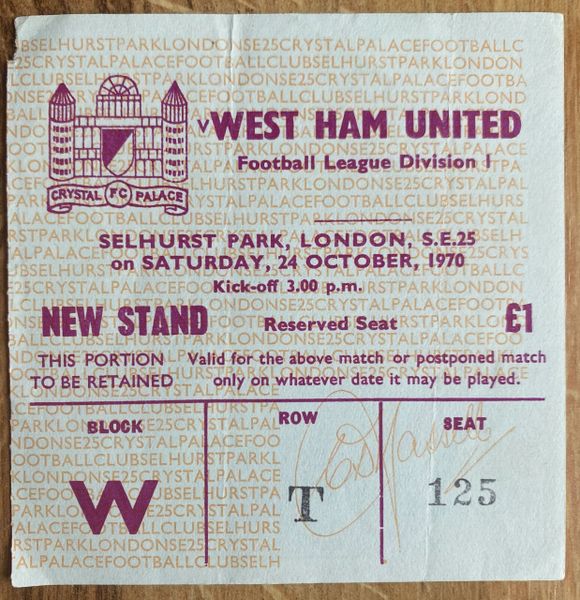 CRYSTAL FC PALACE
v WEST HAM UNITED
Football League Division 1
SELHURST PARK, LONDON, S.E.25
on SATURDAY, 24 OCTOBER, 1970
Kick-off 3.00 p.m.
NEW STAND Reserved Seat £1
THIS PORTION
TO BE RETAINED
Valid for the above match or postponed match
only on whatever date it may be played.
BLOCK ROW SEAT
W T 125